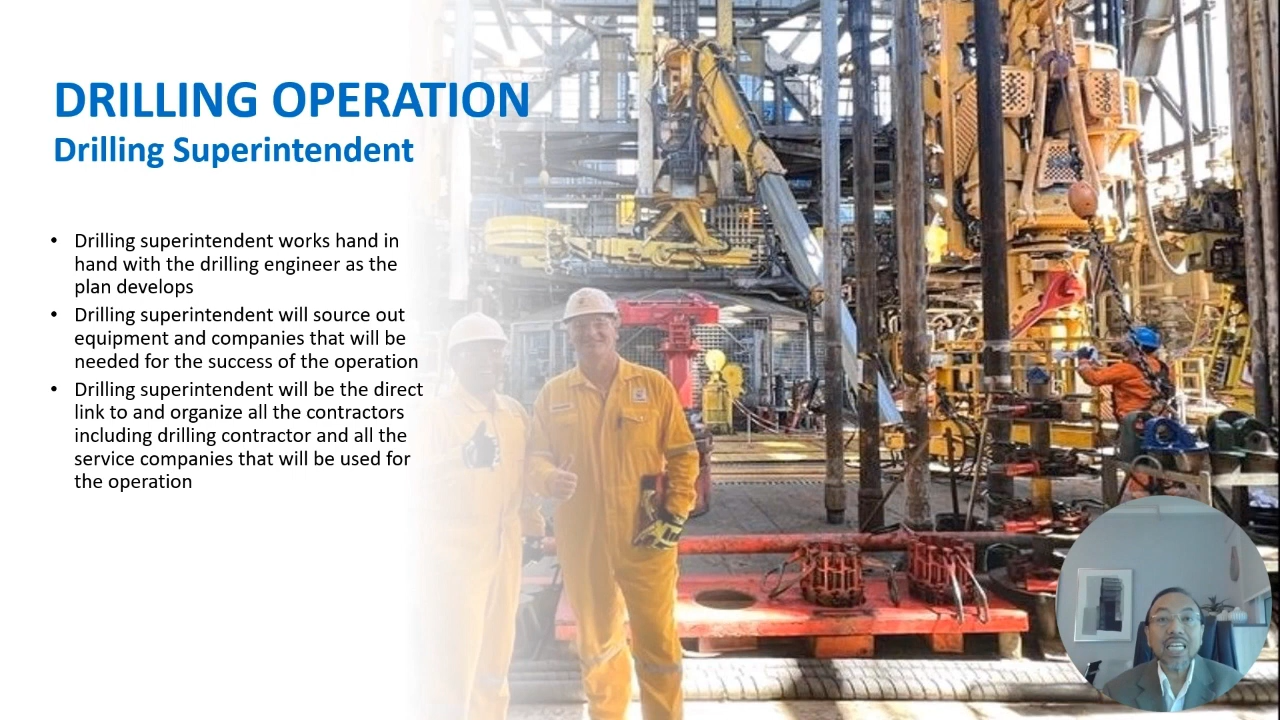 DRILLING OPERATION
Drilling Superintendent
• Drilling superintendent works hand in
hand with the drilling engineer as the
plan develops
• Drilling superintendent will source out
equipment and companies that will be
needed for the success of the operation
• Drilling superintendent will be the direct
link to and organize all the contractors
including drilling contractor and all the
service companies that will be used for
the operation